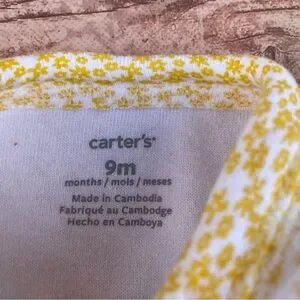 carter's
9m
months / mois / meses
Made in Cambodia
Fabriqué au Cambodge
Hecho en Camboya